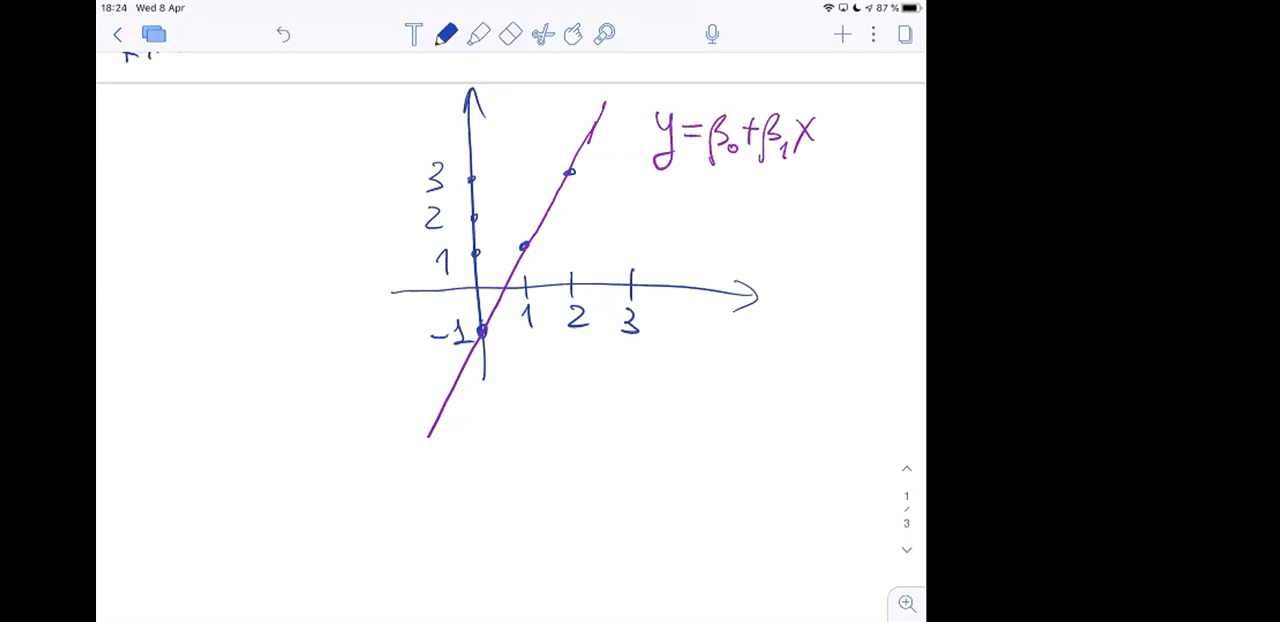 18:24 Wed 8 Apr 87 %
T
y=β₀+β₁x
3
2
1
-1
1 2 3
1
/
3